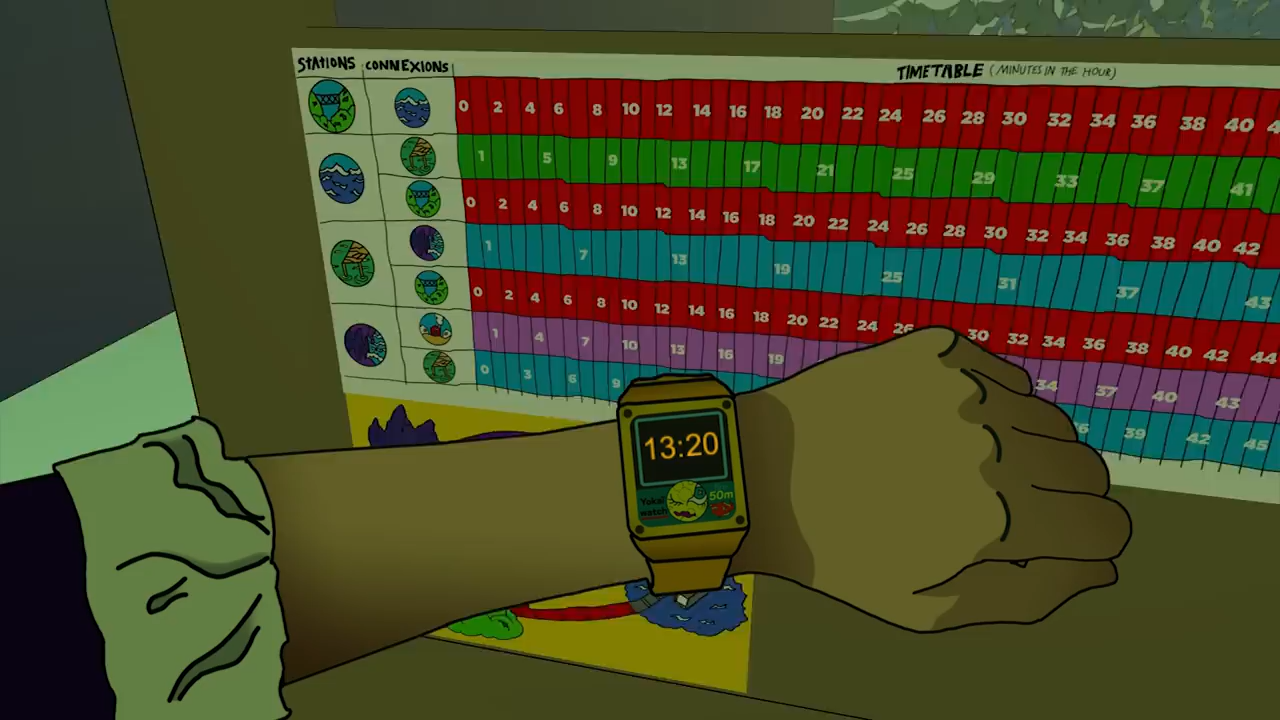 STATIONS CONNEXIONS TIMETABLE (MINUTES IN THE HOUR)
0 2 4 6 8 10 12 14 16 18 20 22 24 26 28 30 32 34 36 38 40
1 5 9 13 17 21 25 29 33 37 41
0 2 4 6 8 10 12 14 16 18 20 22 24 26 28 30 32 34 36 38 40 42
1 7 13 19 25 31 37 43
0 2 4 6 8 10 12 14 16 18 20 22 24 26 30 32 34 36 38 40 42 44
1 4 7 10 13 16 19 34 37 40 43
0 3 6 9 39 42 45
13:20
Yokai 50m
watch